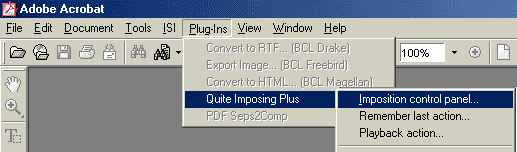 Adobe Acrobat
File Edit Document Tools ISI Plug-Ins View Window Help
Convert to RTF... (BCL Drake)
100%
Export Image... (BCL Freebird)
Convert to HTML... (BCL Magellan)
Quite Imposing Plus
Imposition control panel...
PDF Seps2Comp
Remember last action...
Playback action...
T